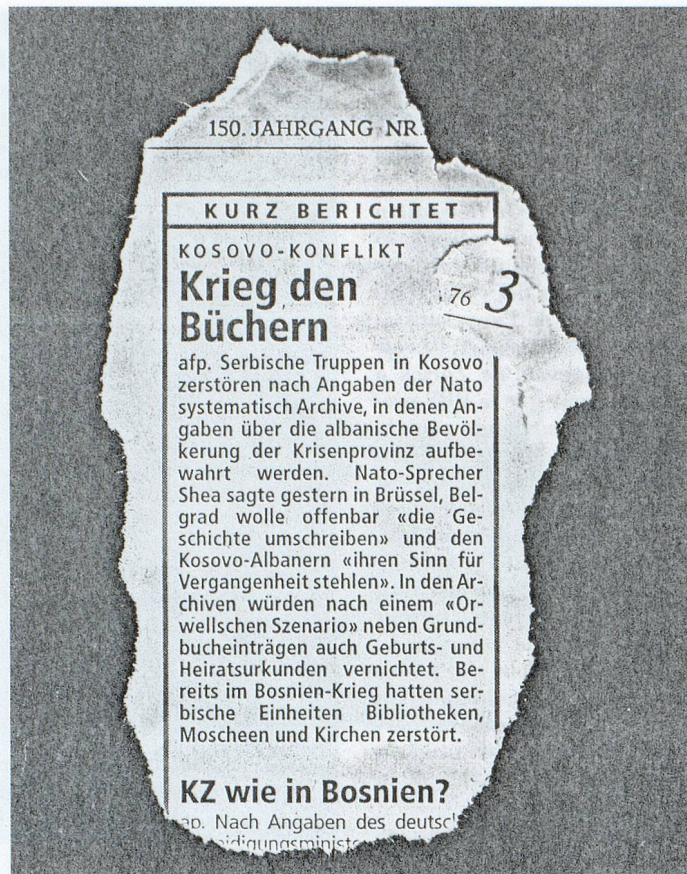 150. JAHRGANG NR.
KURZ BERICHTET
KOSOVO-KONFLIKT
Krieg den
Büchern
76 3
afp. Serbische Truppen in Kosovo
zerstören nach Angaben der Nato
systematisch Archive, in denen An-
gaben über die albanische Bevöl-
kerung der Krisenprovinz aufbe-
wahrt werden. Nato-Sprecher
Shea sagte gestern in Brüssel, Bel-
grad wolle offenbar «die Ge-
schichte umschreiben» und den
Kosovo-Albanern «ihren Sinn für
Vergangenheit stehlen». In den Ar-
chiven würden nach einem «Or-
wellschen Szenario» neben Grund-
bucheinträgen auch Geburts- und
Heiratsurkunden vernichtet. Be-
reits im Bosnien-Krieg hatten ser-
bische Einheiten Bibliotheken,
Moscheen und Kirchen zerstört.
KZ wie in Bosnien?
ap. Nach Angaben des deutsc